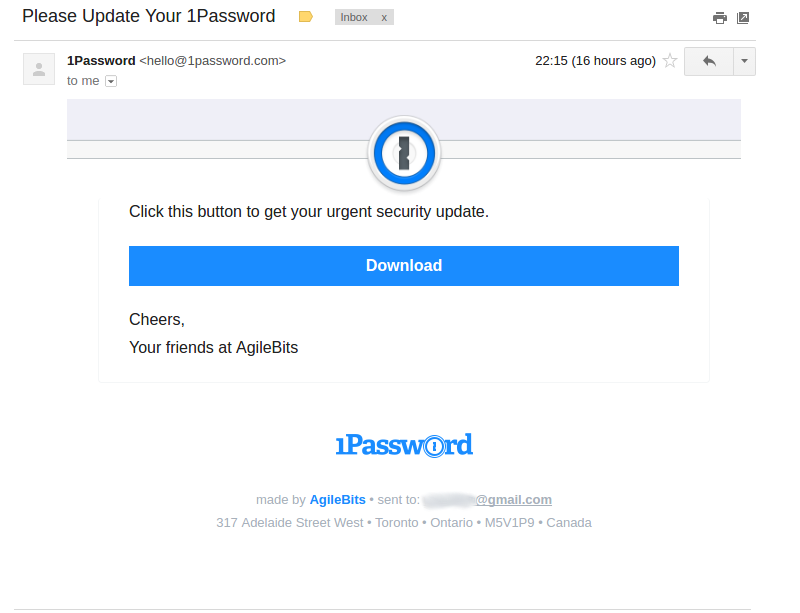 Please Update Your 1Password
Inbox x
1Password <hello@1password.com>
22:15 (16 hours ago)
to me
Click this button to get your urgent security update.
Download
Cheers,
Your friends at AgileBits
1Password
made by AgileBits • sent to: @gmail.com
317 Adelaide Street West • Toronto • Ontario • M5V1P9 • Canada